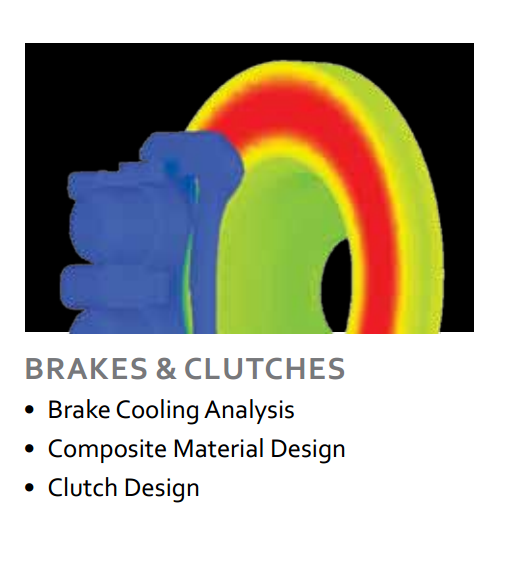 BRAKES & CLUTCHES
• Brake Cooling Analysis
• Composite Material Design
• Clutch Design